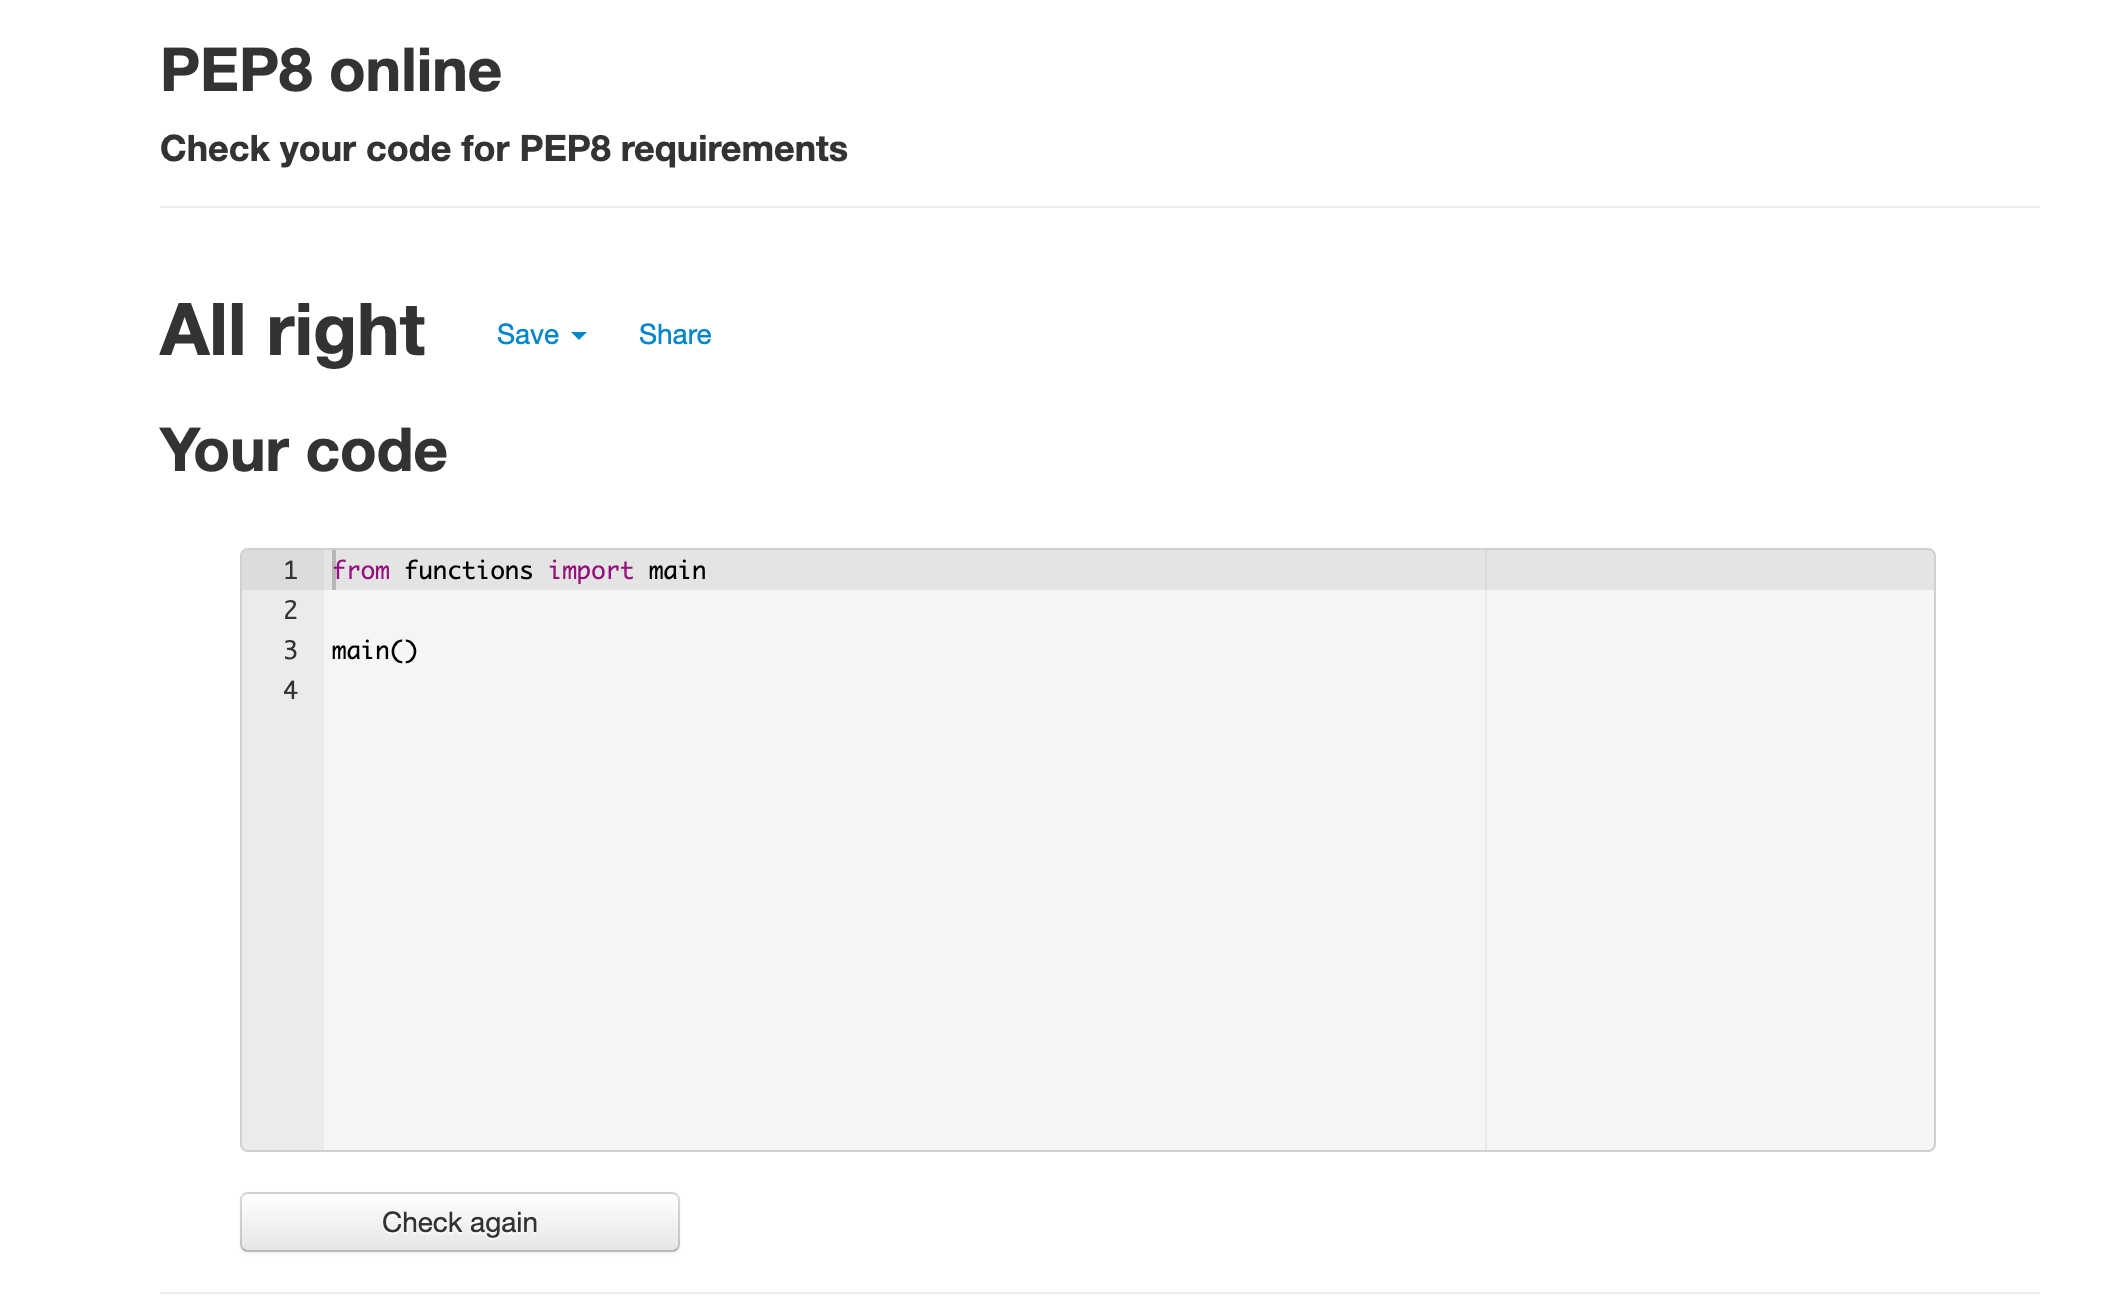 PEP8 online
Check your code for PEP8 requirements
All right Save Share
Your code
1 from functions import main
2
3 main()
4
Check again